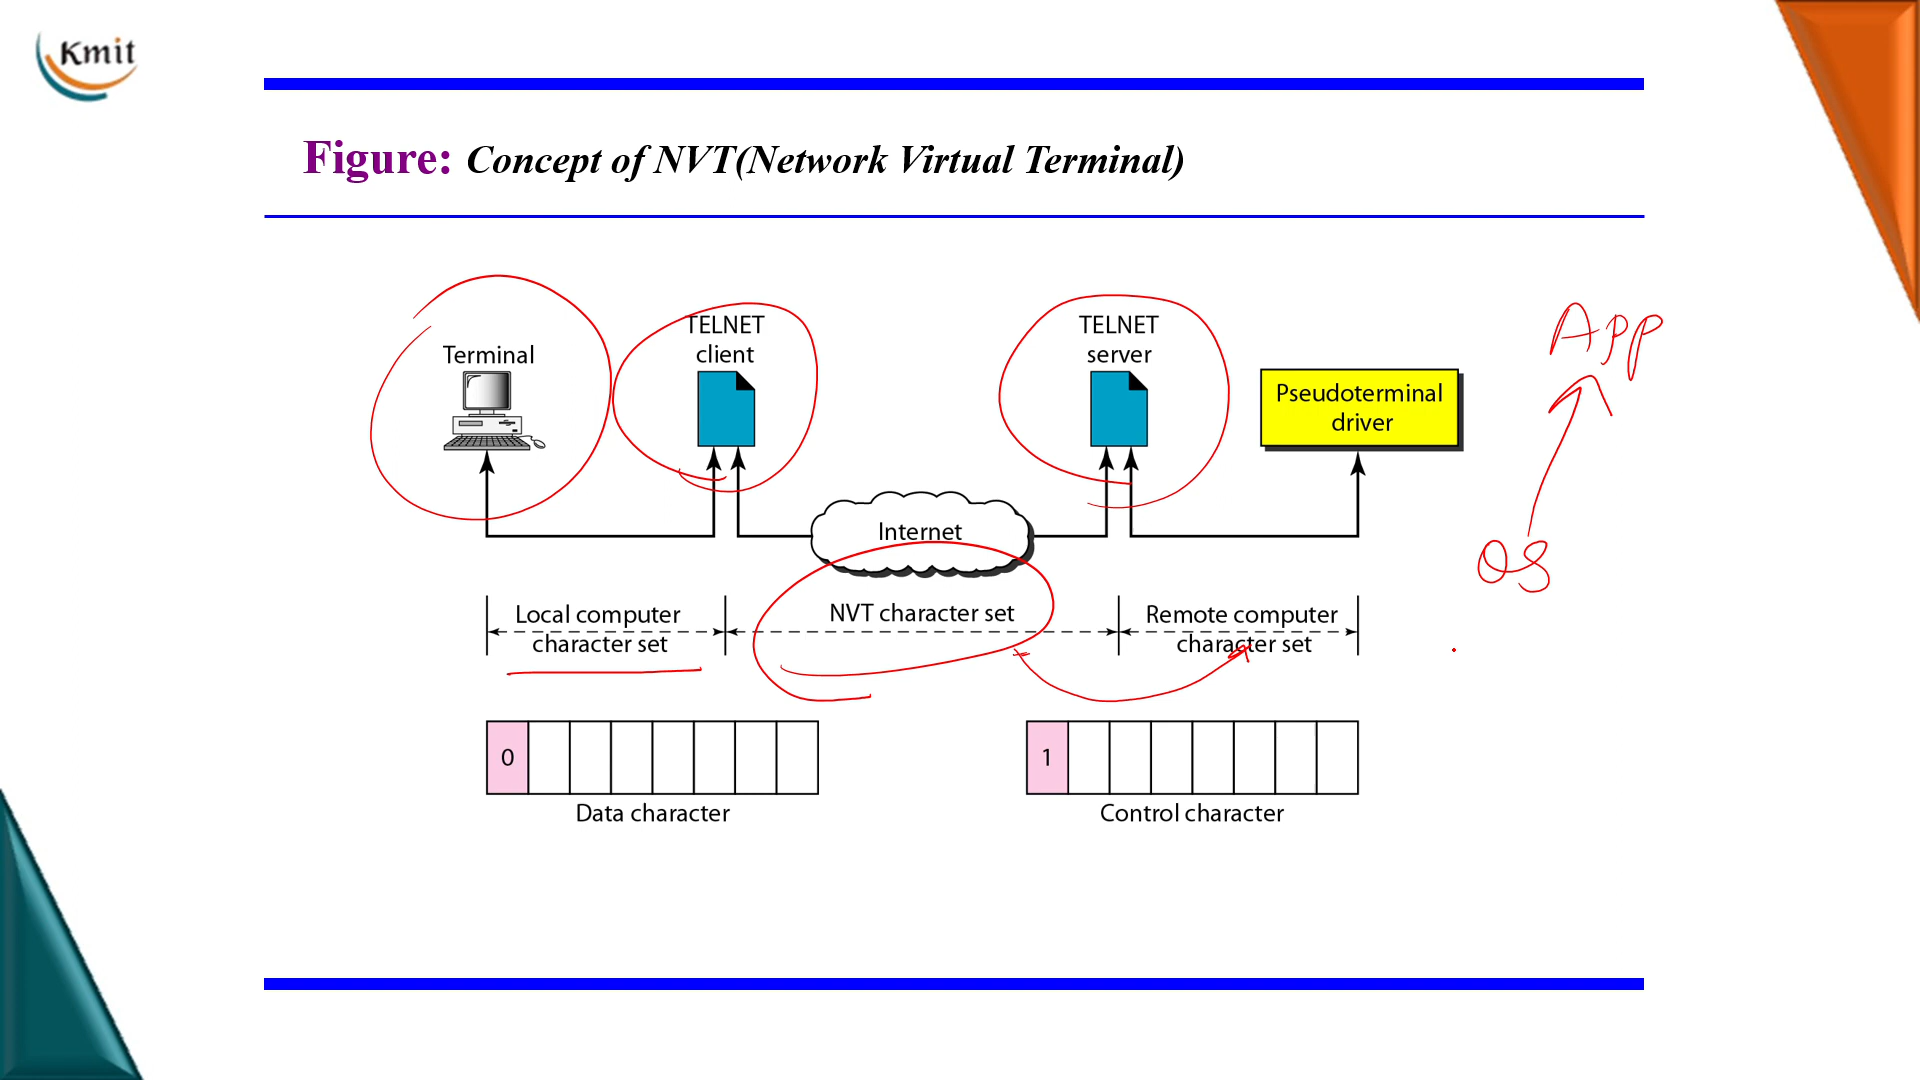 Kmit
Figure: Concept of NVT(Network Virtual Terminal)
Terminal
TELNET
client
TELNET
server
Pseudoterminal
driver
App
Internet
OS
Local computer
character set
NVT character set
Remote computer
character set
0
Data character
1
Control character